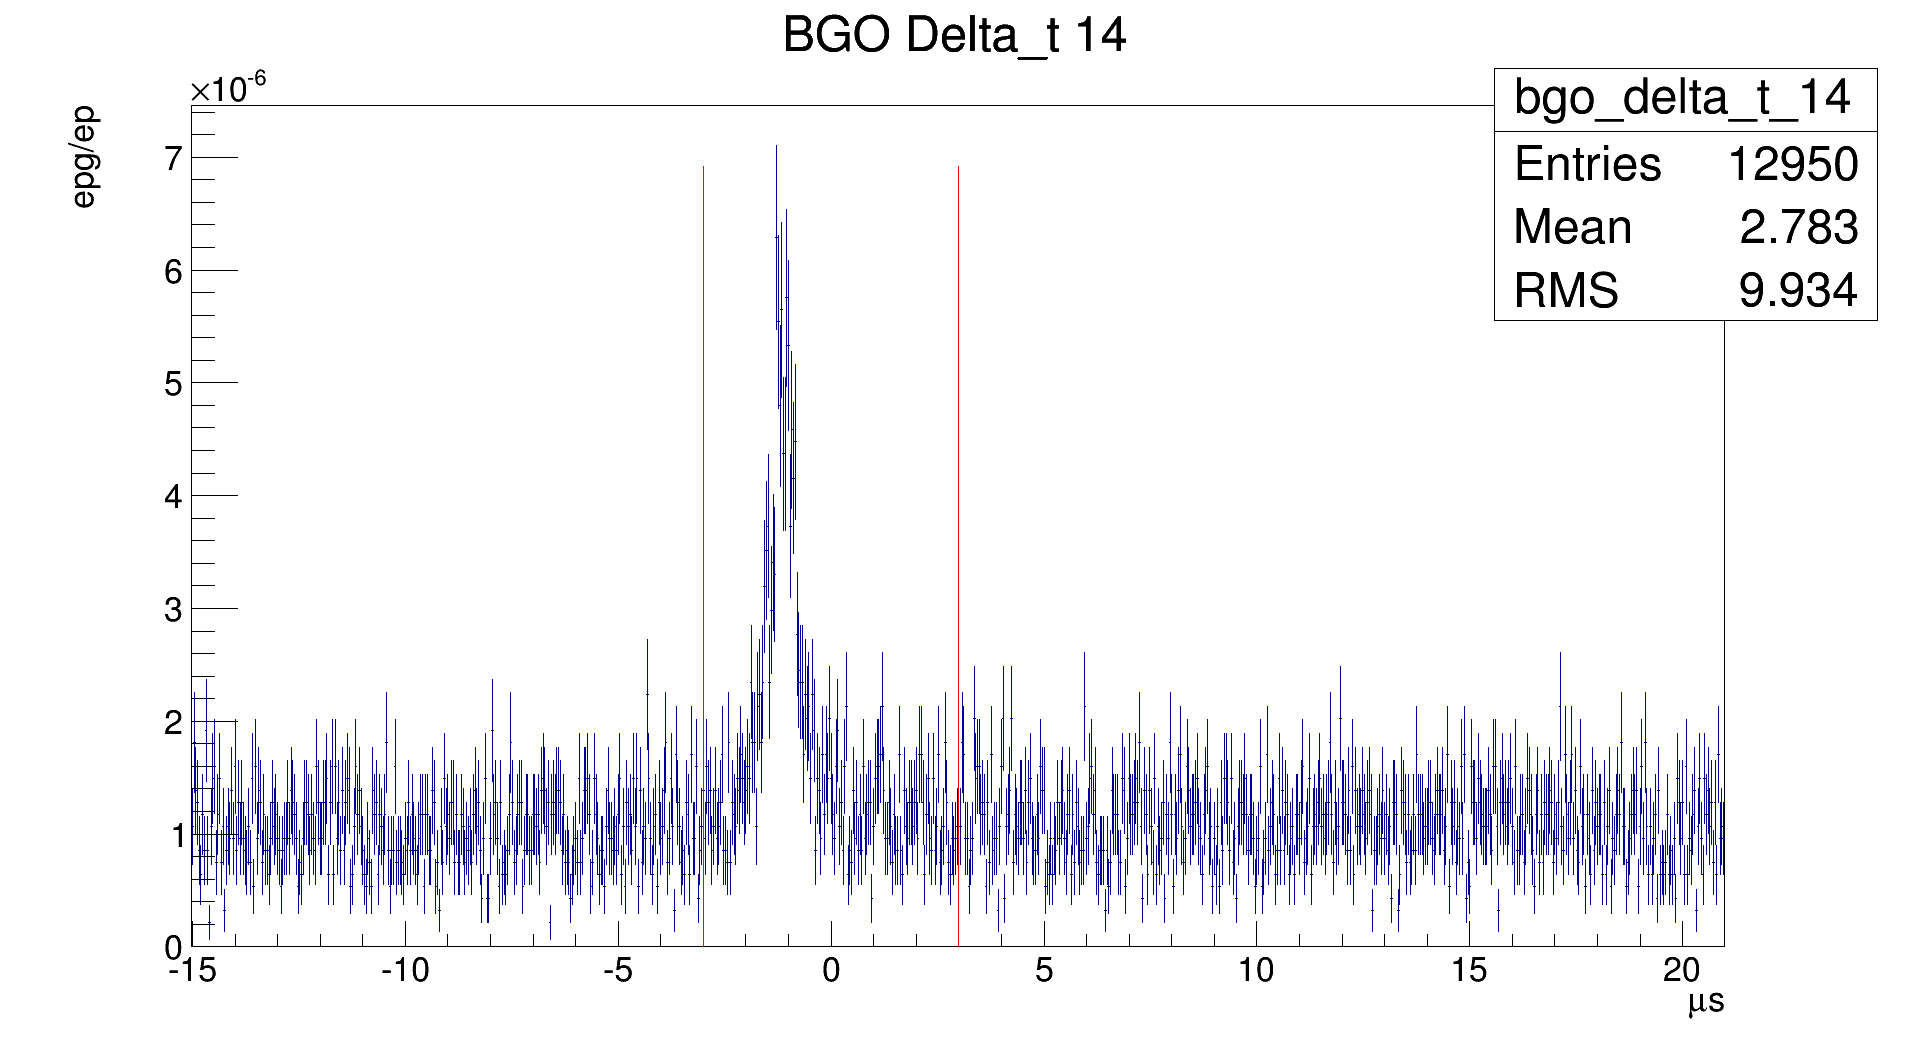 BGO Delta_t 14
×10-6
epg/ep
bgo_delta_t_14
Entries 12950
Mean 2.783
RMS 9.934
7
6
5
4
3
2
1
0
-15 -10 -5 0 5 10 15 20
μs